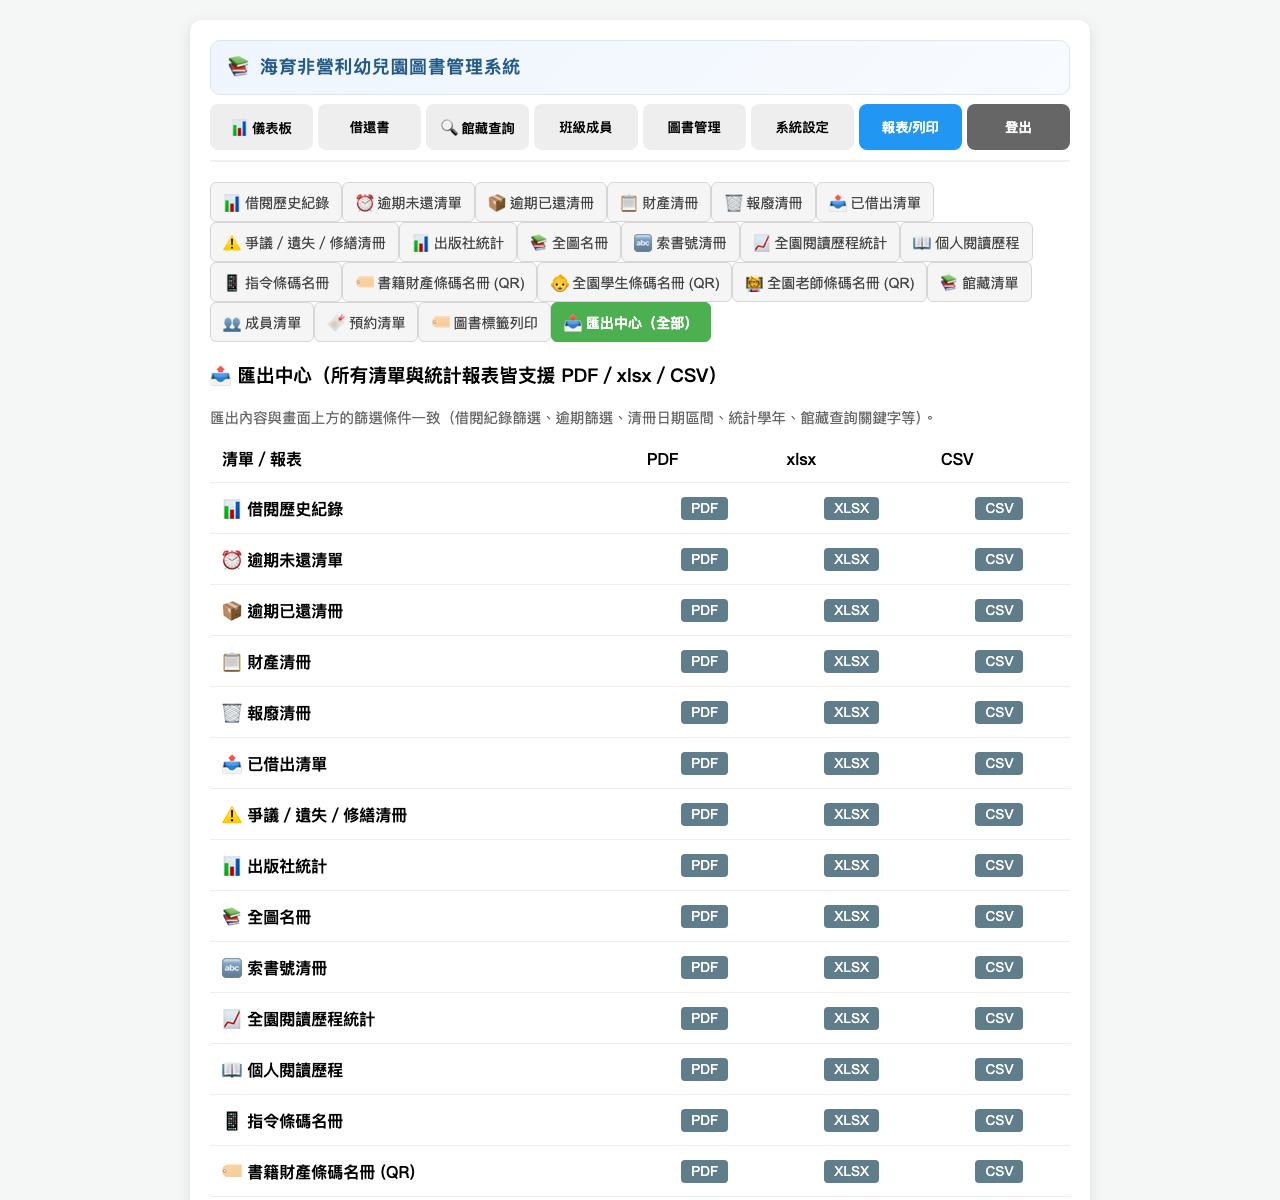 海育非營利幼兒園圖書管理系統
儀表板 借還書 館藏查詢 班級成員 圖書管理 系統設定 報表/列印 登出
借閱歷史紀錄 逾期未還清單 逾期已還清冊 財產清冊 報廢清冊 已借出清單
爭議 / 遺失 / 修繕清冊 出版社統計 全圖名冊 索書號清冊 全園閱讀歷程統計 個人閱讀歷程
指令條碼名冊 書籍財產條碼名冊 (QR) 全園學生條碼名冊 (QR) 全園老師條碼名冊 (QR) 館藏清單
成員清單 預約清單 圖書標籤列印 匯出中心（全部）
匯出中心（所有清單與統計報表皆支援 PDF / xlsx / CSV）
匯出內容與畫面上方的篩選條件一致（借閱紀錄篩選、逾期篩選、清冊日期區間、統計學年、館藏查詢關鍵字等）。
清單 / 報表 PDF xlsx CSV
借閱歷史紀錄 PDF XLSX CSV
逾期未還清單 PDF XLSX CSV
逾期已還清冊 PDF XLSX CSV
財產清冊 PDF XLSX CSV
報廢清冊 PDF XLSX CSV
已借出清單 PDF XLSX CSV
爭議 / 遺失 / 修繕清冊 PDF XLSX CSV
出版社統計 PDF XLSX CSV
全圖名冊 PDF XLSX CSV
索書號清冊 PDF XLSX CSV
全園閱讀歷程統計 PDF XLSX CSV
個人閱讀歷程 PDF XLSX CSV
指令條碼名冊 PDF XLSX CSV
書籍財產條碼名冊 (QR) PDF XLSX CSV